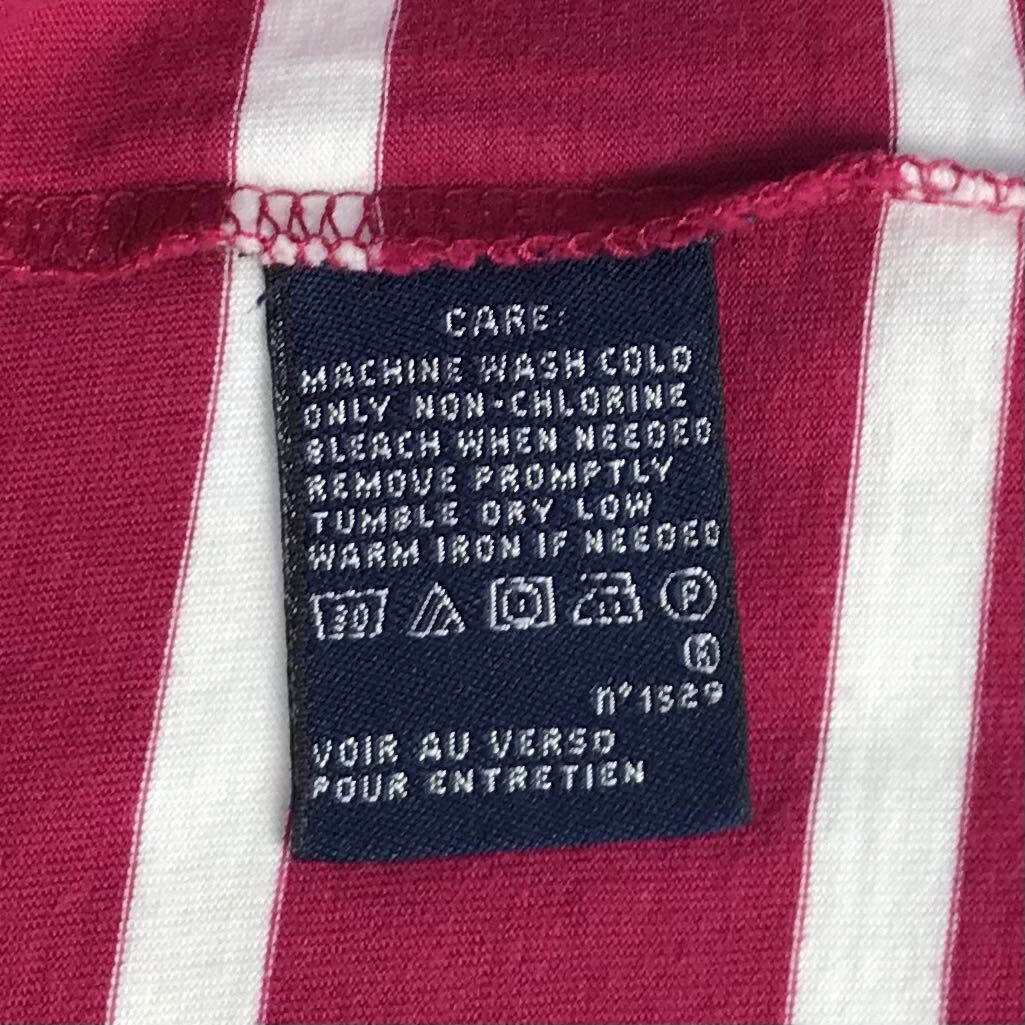 CARE:
MACHINE WASH COLD
ONLY NON-CHLORINE
BLEACH WHEN NEEDED
REMOVE PROMPTLY
TUMBLE DRY LOW
WARM IRON IF NEEDED
30 P
R
n° 1529
VOIR AU VERSO
POUR ENTRETIEN